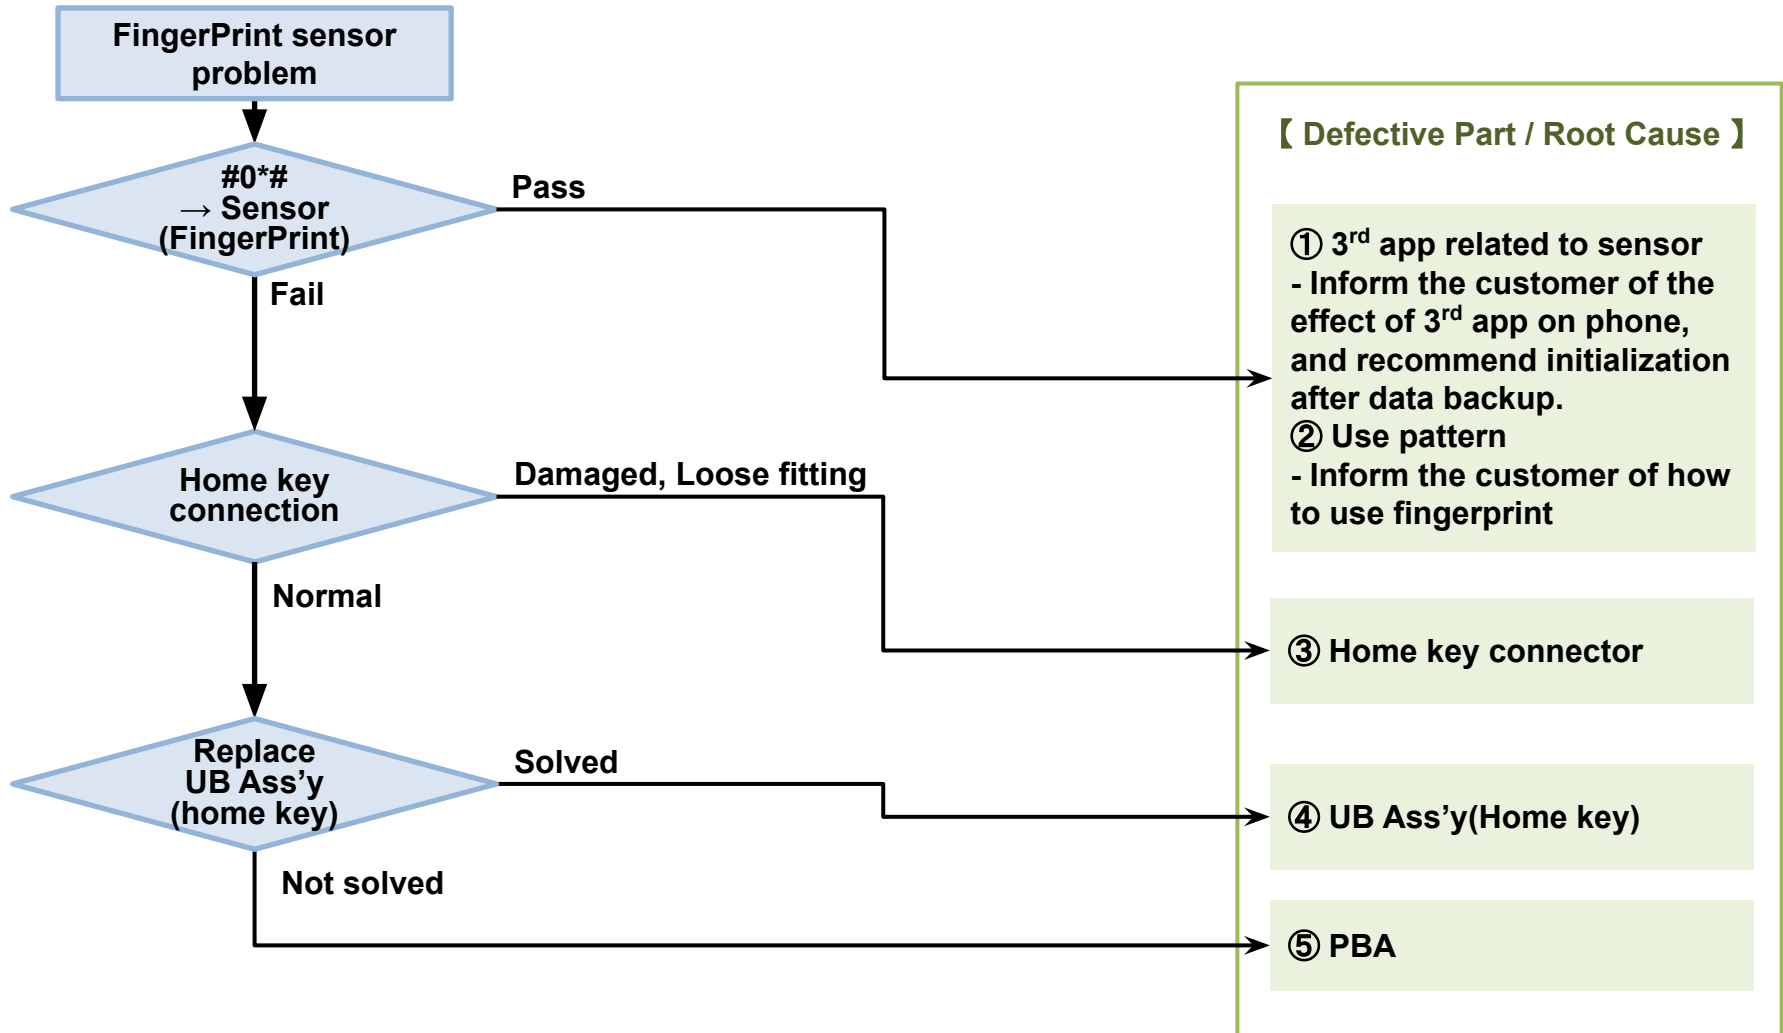 FingerPrint sensor
problem
#0*#
→ Sensor
(FingerPrint)
Pass
Fail
Home key
connection
Damaged, Loose fitting
Normal
Replace
UB Ass’y
(home key)
Solved
Not solved
【 Defective Part / Root Cause 】
① 3rd app related to sensor
- Inform the customer of the
effect of 3rd app on phone,
and recommend initialization
after data backup.
② Use pattern
- Inform the customer of how
to use fingerprint
③ Home key connector
④ UB Ass’y(Home key)
⑤ PBA